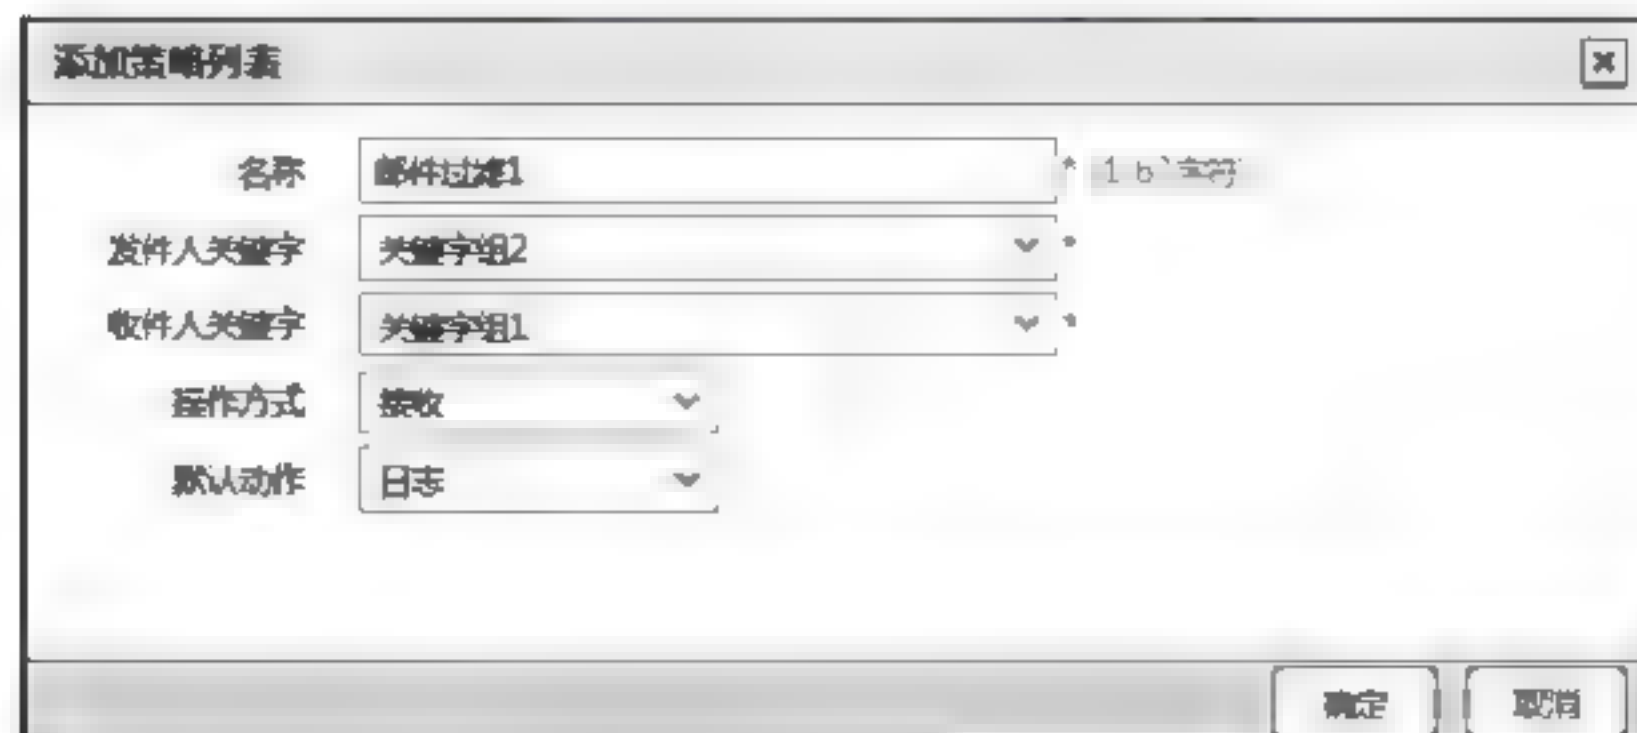 添加策略列表
名称 邮件过滤1 *
发件人关键字 关键字组2 *
收件人关键字 关键字组1 *
操作方式 接收
默认动作 日志
确定 取消